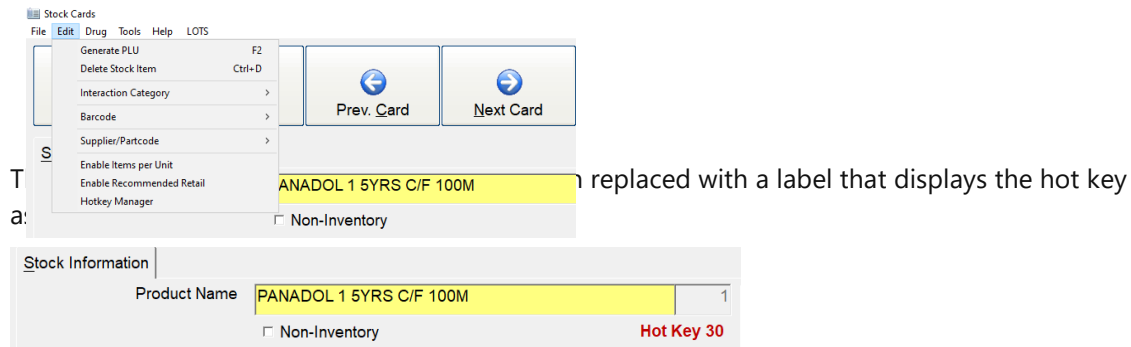 Stock Cards
File Edit Drug Tools Help LOTS
Generate PLU F2
Delete Stock Item Ctrl+D
Interaction Category >
Barcode >
Supplier/Partcode >
Enable Items per Unit
Enable Recommended Retail
Hotkey Manager
Prev. Card
Next Card
PANADOL 1 5YRS C/F 100M
Non-Inventory
replaced with a label that displays the hot key
Stock Information
Product Name PANADOL 1 5YRS C/F 100M 1
Non-Inventory Hot Key 30